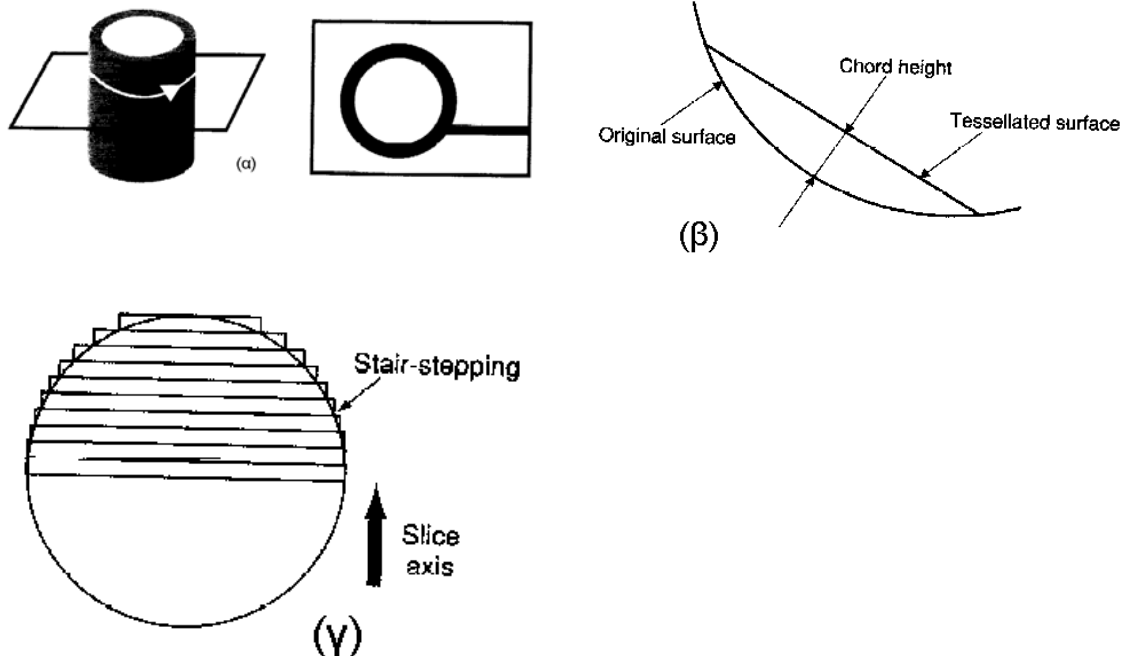 (α)
Chord height
Original surface
Tessellated surface
(β)
Stair-stepping
Slice
axis
(γ)